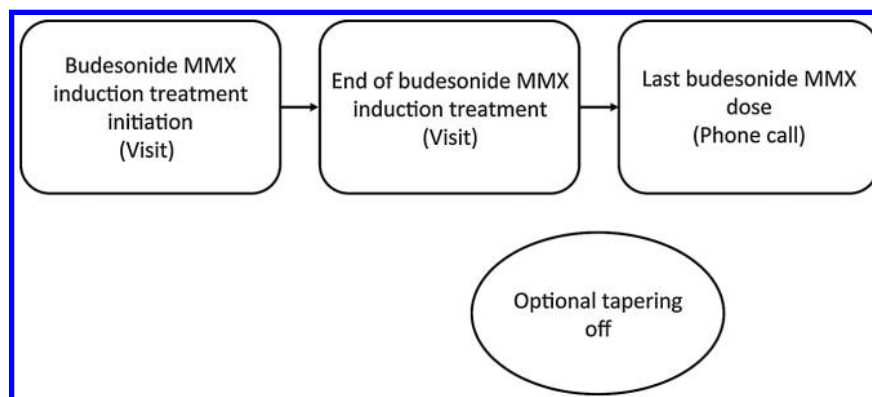 Budesonide MMX
induction treatment
initiation
(Visit)
End of budesonide MMX
induction treatment
(Visit)
Last budesonide MMX
dose
(Phone call)
Optional tapering
off